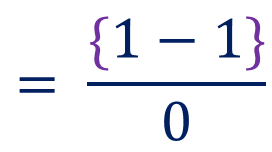 = {1 − 1}
0